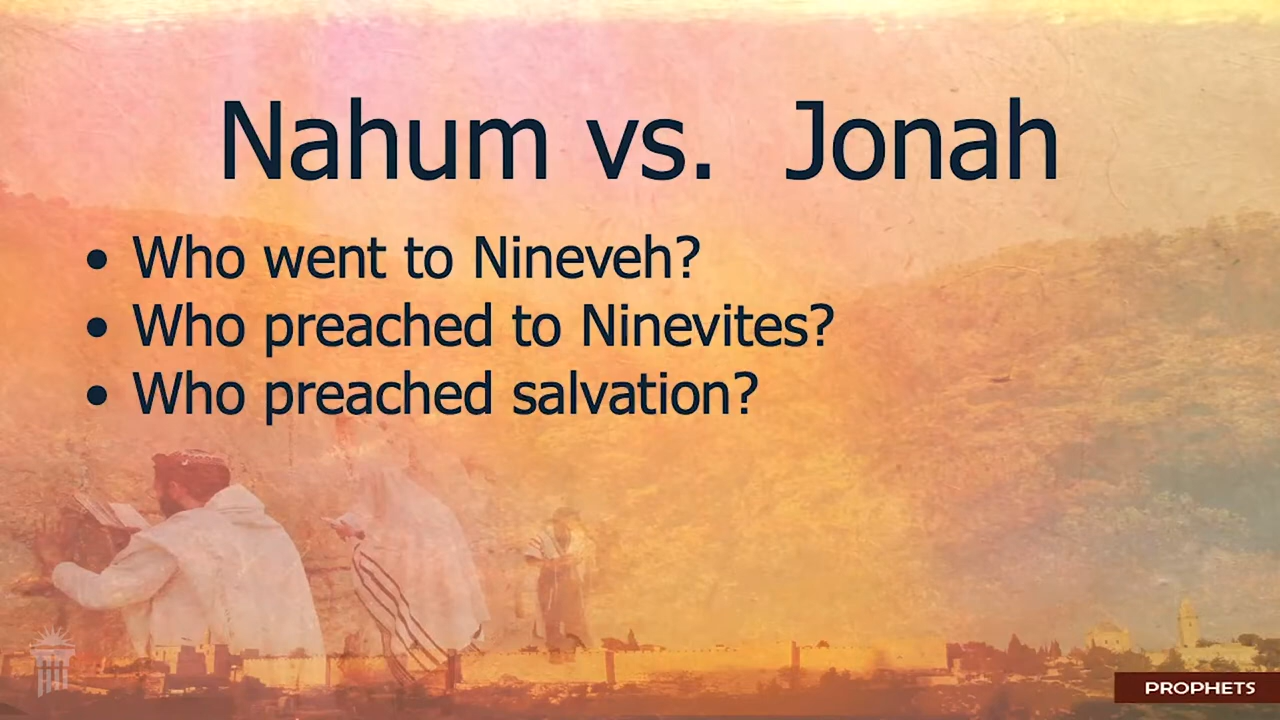 Nahum vs. Jonah
• Who went to Nineveh?
• Who preached to Ninevites?
• Who preached salvation?
PROPHETS